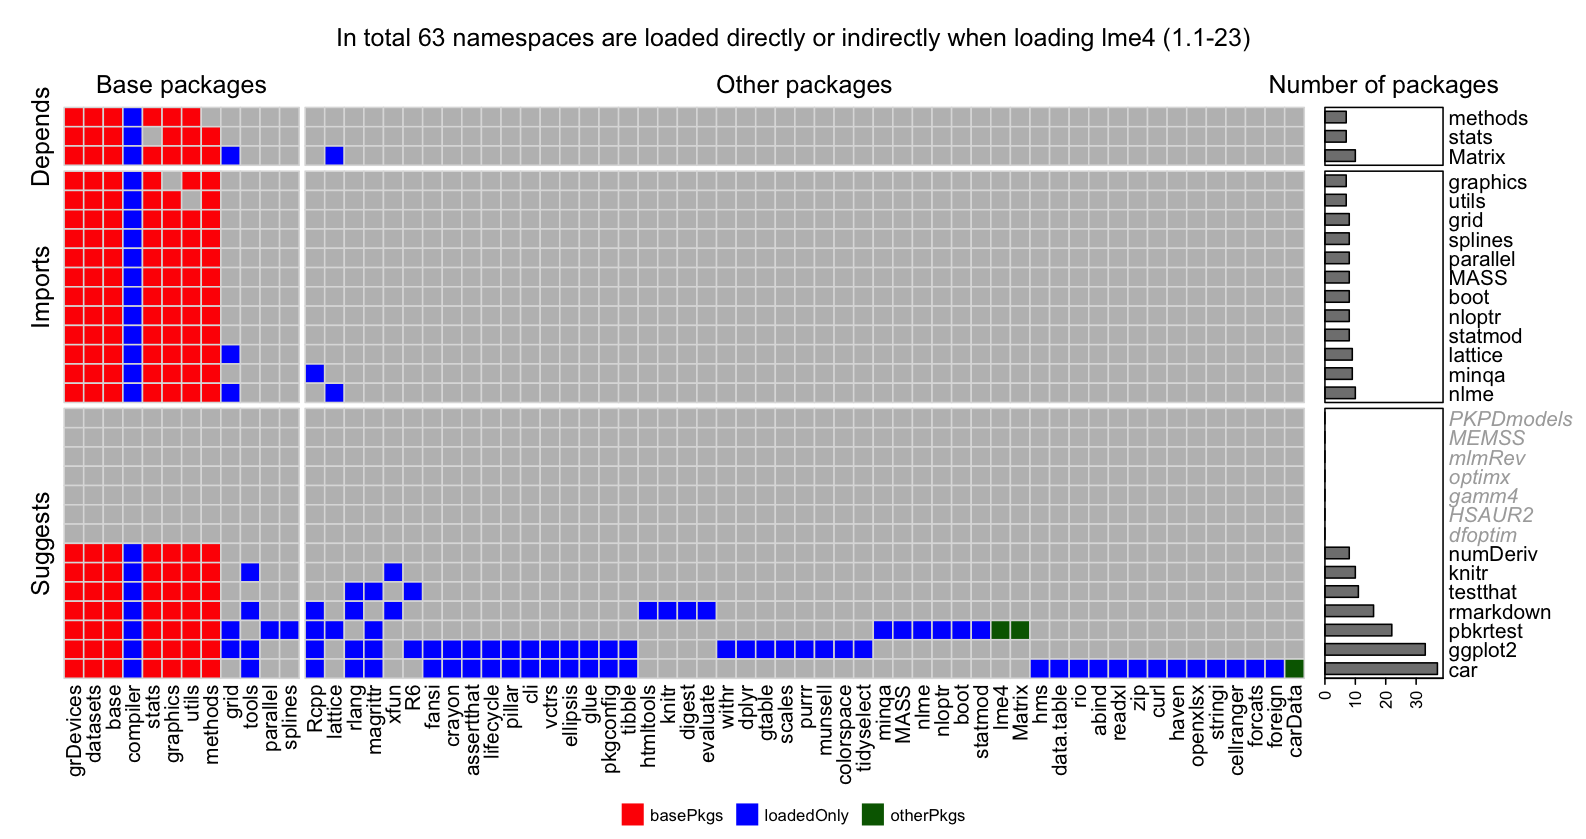 In total 63 namespaces are loaded directly or indirectly when loading lme4 (1.1-23)
Base packages
Other packages
Number of packages
Depends
Imports
Suggests
methods
stats
Matrix
graphics
utils
grid
splines
parallel
MASS
boot
nloptr
statmod
lattice
minqa
nlme
PKPDmodels
MEMSS
mlmRev
optimx
gamm4
HSAUR2
dfoptim
numDeriv
knitr
testthat
rmarkdown
pbkrtest
ggplot2
car
0
10
20
30
grDevices
datasets
base
compiler
stats
graphics
utils
methods
grid
tools
parallel
splines
Rcpp
lattice
rlang
magrittr
xfun
R6
fansi
crayon
assertthat
lifecycle
pillar
cli
vctrs
ellipsis
glue
pkgconfig
tibble
htmltools
knitr
digest
evaluate
withr
dplyr
gtable
scales
purrr
munsell
colorspace
tidyselect
minqa
MASS
nlme
nloptr
boot
statmod
lme4
Matrix
hms
data.table
rio
abind
readxl
zip
curl
haven
openxlsx
stringi
cellranger
forcats
foreign
carData
basePkgs
loadedOnly
otherPkgs